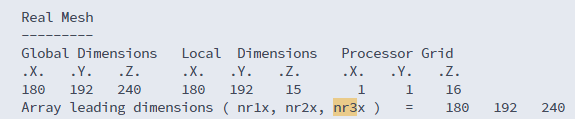 Real Mesh
---------
Global Dimensions   Local  Dimensions   Processor Grid
.X.   .Y.   .Z.     .X.   .Y.   .Z.     .X.   .Y.   .Z.
180   192   240     180   192   15      1     1     16
Array leading dimensions ( nr1x, nr2x, nr3x )   =     180   192   240